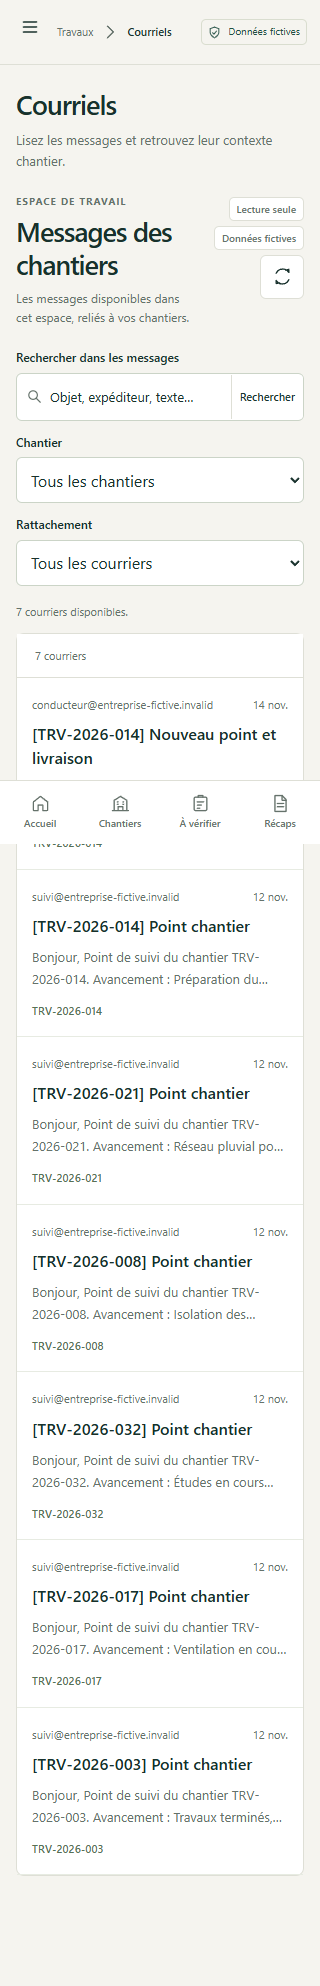 Travaux > Courriels
Données fictives
Courriels
Lisez les messages et retrouvez leur contexte
chantier.
ESPACE DE TRAVAIL
Lecture seule
Messages des
chantiers
Données fictives
Les messages disponibles dans
cet espace, reliés à vos chantiers.
Rechercher dans les messages
Objet, expéditeur, texte...
Rechercher
Chantier
Tous les chantiers
Rattachement
Tous les courriers
7 courriers disponibles.
7 courriers
conducteur@entreprise-fictive.invalid 14 nov.
[TRV-2026-014] Nouveau point et
livraison
Accueil Chantiers À vérifier Récaps
TRV-2026-014
suivi@entreprise-fictive.invalid 12 nov.
[TRV-2026-014] Point chantier
Bonjour, Point de suivi du chantier TRV-
2026-014. Avancement : Préparation du...
TRV-2026-014
suivi@entreprise-fictive.invalid 12 nov.
[TRV-2026-021] Point chantier
Bonjour, Point de suivi du chantier TRV-
2026-021. Avancement : Réseau pluvial po...
TRV-2026-021
suivi@entreprise-fictive.invalid 12 nov.
[TRV-2026-008] Point chantier
Bonjour, Point de suivi du chantier TRV-
2026-008. Avancement : Isolation des...
TRV-2026-008
suivi@entreprise-fictive.invalid 12 nov.
[TRV-2026-032] Point chantier
Bonjour, Point de suivi du chantier TRV-
2026-032. Avancement : Études en cours...
TRV-2026-032
suivi@entreprise-fictive.invalid 12 nov.
[TRV-2026-017] Point chantier
Bonjour, Point de suivi du chantier TRV-
2026-017. Avancement : Ventilation en cou...
TRV-2026-017
suivi@entreprise-fictive.invalid 12 nov.
[TRV-2026-003] Point chantier
Bonjour, Point de suivi du chantier TRV-
2026-003. Avancement : Travaux terminés,...
TRV-2026-003